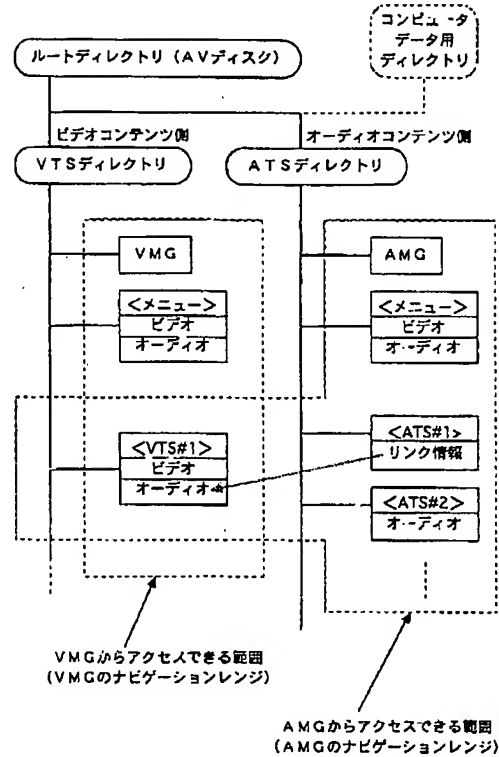 コンピュータ
データ用
ディレクトリ
ルートディレクトリ (AVディスク)
ビデオコンテンツ側
VTSディレクトリ
オーディオコンテンツ側
ATSディレクトリ
VMG
<メニュー>
ビデオ
オーディオ
<VTS#1>
ビデオ
オーディオ
AMG
<メニュー>
ビデオ
オーディオ
<ATS#1>
リンク情報
<ATS#2>
オーディオ
VMGからアクセスできる範囲
(VMGのナビゲーションレンジ)
AMGからアクセスできる範囲
(AMGのナビゲーションレンジ)